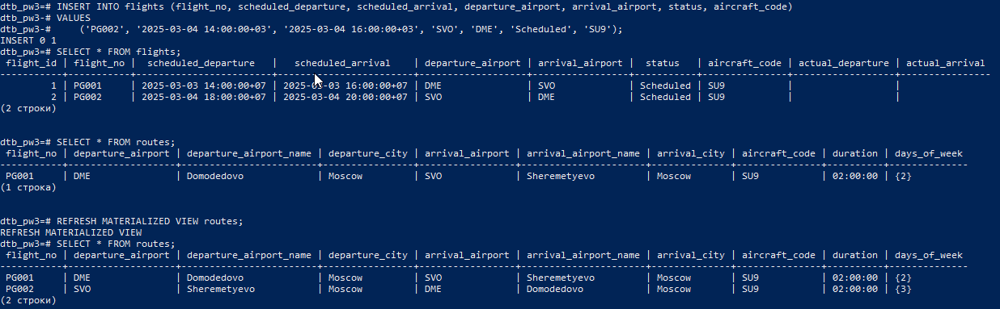 dtb_pw3=# INSERT INTO flights (flight_no, scheduled_departure, scheduled_arrival, departure_airport, arrival_airport, status, aircraft_code)
dtb_pw3-# VALUES
dtb_pw3-#     ('PG002', '2025-03-04 14:00:00+03', '2025-03-04 16:00:00+03', 'SVO', 'DME', 'Scheduled', 'SU9');
INSERT 0 1
dtb_pw3=# SELECT * FROM flights;
 flight_id | flight_no |  scheduled_departure   |   scheduled_arrival    | departure_airport | arrival_airport |  status   | aircraft_code | actual_departure | actual_arrival
-----------+-----------+------------------------+------------------------+-------------------+-----------------+-----------+---------------+------------------+----------------
         1 | PG001     | 2025-03-03 14:00:00+07 | 2025-03-03 16:00:00+07 | DME               | SVO             | Scheduled | SU9           |                  |
         2 | PG002     | 2025-03-04 18:00:00+07 | 2025-03-04 20:00:00+07 | SVO               | DME             | Scheduled | SU9           |                  |
(2 строки)
dtb_pw3=# SELECT * FROM routes;
 flight_no | departure_airport | departure_airport_name | departure_city | arrival_airport | arrival_airport_name | arrival_city | aircraft_code | duration | days_of_week
-----------+-------------------+------------------------+----------------+-----------------+----------------------+--------------+---------------+----------+--------------
 PG001     | DME               | Domodedovo             | Moscow         | SVO             | Sheremetyevo         | Moscow       | SU9           | 02:00:00 | {2}
(1 строка)
dtb_pw3=# REFRESH MATERIALIZED VIEW routes;
REFRESH MATERIALIZED VIEW
dtb_pw3=# SELECT * FROM routes;
 flight_no | departure_airport | departure_airport_name | departure_city | arrival_airport | arrival_airport_name | arrival_city | aircraft_code | duration | days_of_week
-----------+-------------------+------------------------+----------------+-----------------+----------------------+--------------+---------------+----------+--------------
 PG001     | DME               | Domodedovo             | Moscow         | SVO             | Sheremetyevo         | Moscow       | SU9           | 02:00:00 | {2}
 PG002     | SVO               | Sheremetyevo           | Moscow         | DME             | Domodedovo           | Moscow       | SU9           | 02:00:00 | {3}
(2 строки)